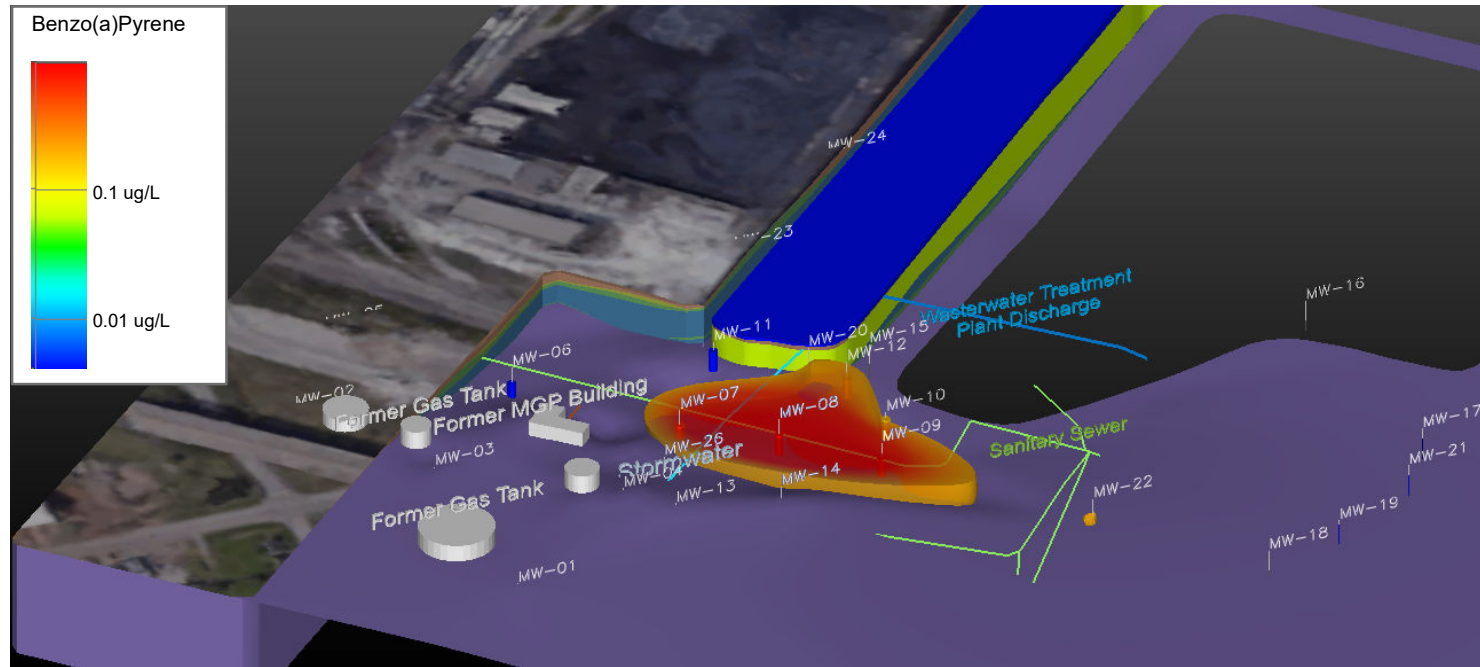 Benzo(a)Pyrene
0.1 ug/L
0.01 ug/L
MW-24
MW-16
Wasterwater Treatment
Plant Discharge
MW-11
MW-20
MW-15
MW-12
MW-06
MW-02
Former Gas Tank
Former MGP Building
MW-07
MW-08
MW-10
MW-09
MW-17
MW-03
MW-26
Stormwater
Sanitary Sewer
MW-04
MW-14
MW-13
MW-21
MW-22
Former Gas Tank
MW-19
MW-18
MW-01